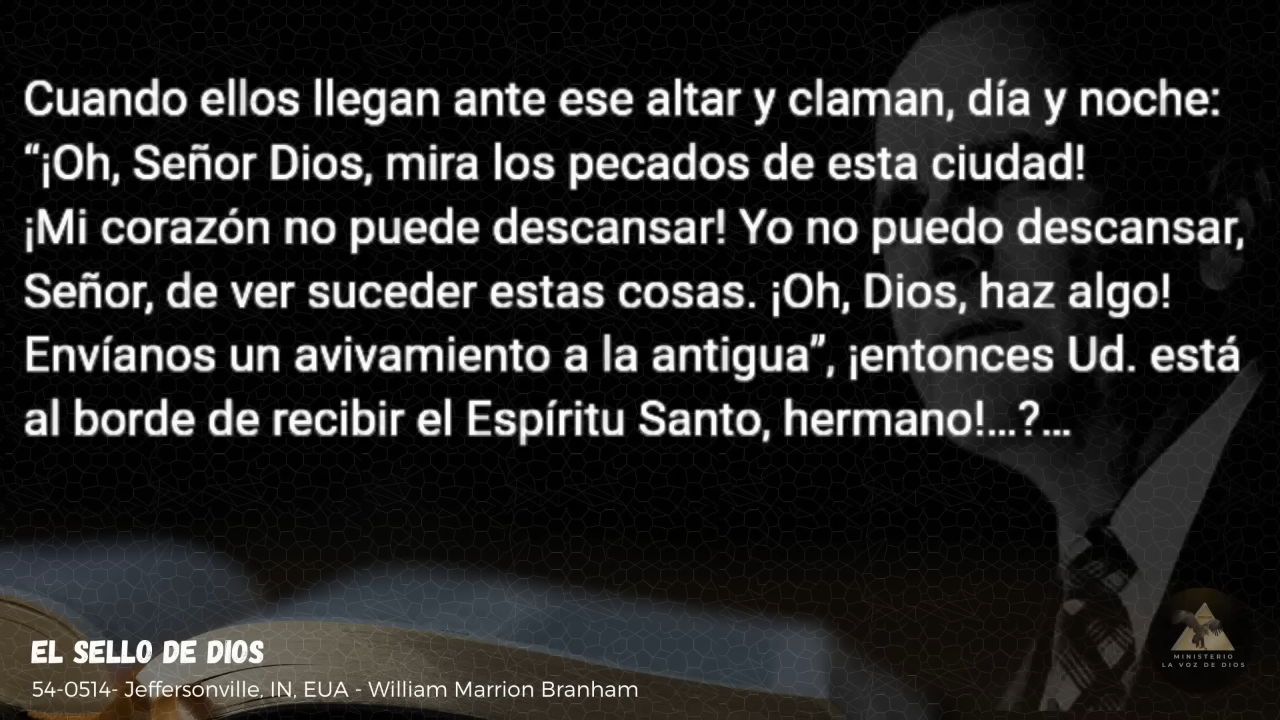 Cuando ellos llegan ante ese altar y claman, día y noche:
“¡Oh, Señor Dios, mira los pecados de esta ciudad!
¡Mi corazón no puede descansar! Yo no puedo descansar,
Señor, de ver suceder estas cosas. ¡Oh, Dios, haz algo!
Envíanos un avivamiento a la antigua”, ¡entonces Ud. está
al borde de recibir el Espíritu Santo, hermano!...?...
EL SELLO DE DIOS
54-0514- Jeffersonville, IN, EUA - William Marrion Branham
MINISTERIO
LA VOZ DE DIOS